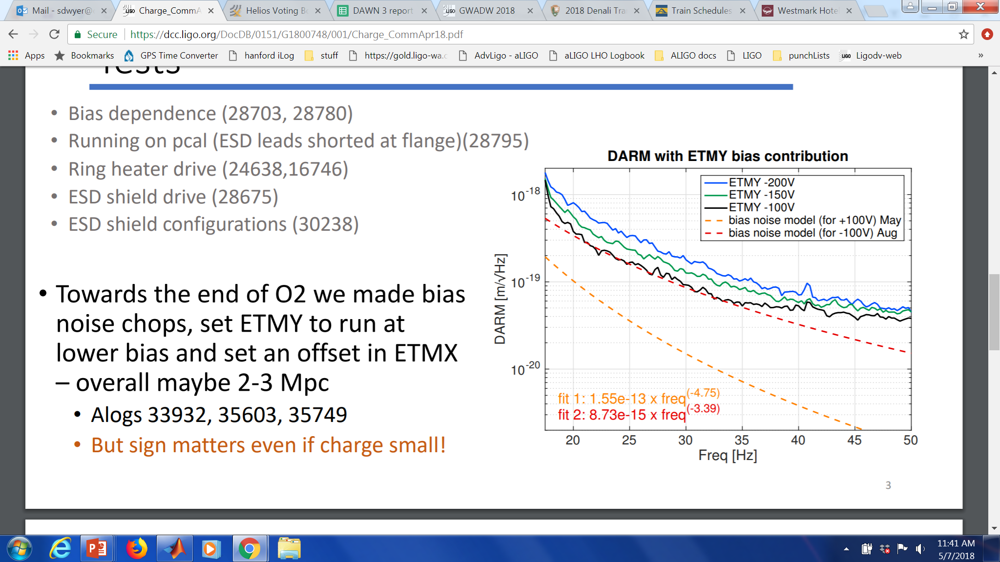 Mail - sdwyer@
Charge_CommA
Helios Voting Bo
DAWN 3 report
GWADW 2018
2018 Denali Trai
Train Schedules
Westmark Hote
Secure
https://dcc.ligo.org/DocDB/0151/G1800748/001/Charge_CommApr18.pdf
Apps
Bookmarks
GPS Time Converter
hanford iLog
stuff
https://gold.ligo-wa.c
AdvLigo - aLIGO
aLIGO LHO Logbook
ALIGO docs
LIGO
punchLists
Ligodv-web
»
Tests
• Bias dependence (28703, 28780)
• Running on pcal (ESD leads shorted at flange)(28795)
• Ring heater drive (24638,16746)
• ESD shield drive (28675)
• ESD shield configurations (30238)
• Towards the end of O2 we made bias
noise chops, set ETMY to run at
lower bias and set an offset in ETMX
– overall maybe 2-3 Mpc
• Alogs 33932, 35603, 35749
• But sign matters even if charge small!
DARM with ETMY bias contribution
ETMY -200V
ETMY -150V
ETMY -100V
bias noise model (for +100V) May
bias noise model (for -100V) Aug
DARM [m/√Hz]
10^-18
10^-19
10^-20
fit 1: 1.55e-13 x freq^(-4.75)
fit 2: 8.73e-15 x freq^(-3.39)
20 25 30 35 40 45 50
Freq [Hz]
3
11:41 AM
5/7/2018